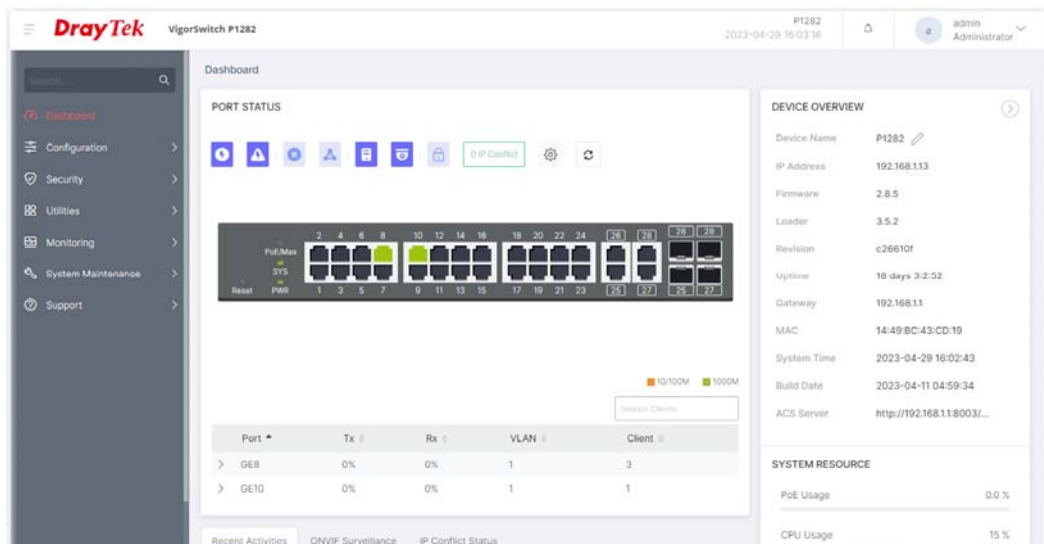 DrayTek VigorSwitch P1282
P1282
2023-04-29 16:03:16
a
admin
Administrator
Search...
Dashboard
Configuration
Security
Utilities
Monitoring
System Maintenance
Support
Dashboard
PORT STATUS
0 IP Conflict
2 4 6 8 10 12 14 16 18 20 22 24 26 28 26 28
PoE/Max
SYS
Reset PWR 1 3 5 7 9 11 13 15 17 19 21 23 25 27 25 27
10/100M 1000M
Search Clients
Port Tx Rx VLAN Client
GE8 0% 0% 1 3
GE10 0% 0% 1 1
Recent Activities ONVIF Surveillance IP Conflict Status
DEVICE OVERVIEW
Device Name P1282
IP Address 192.168.1.13
Firmware 2.8.5
Loader 3.5.2
Revision c26610f
Uptime 18 days 3:2:52
Gateway 192.168.1.1
MAC 14:49:BC:43:CD:19
System Time 2023-04-29 16:02:43
Build Date 2023-04-11 04:59:34
ACS Server http://192.168.1.1:8003/...
SYSTEM RESOURCE
PoE Usage 0.0 %
CPU Usage 15 %